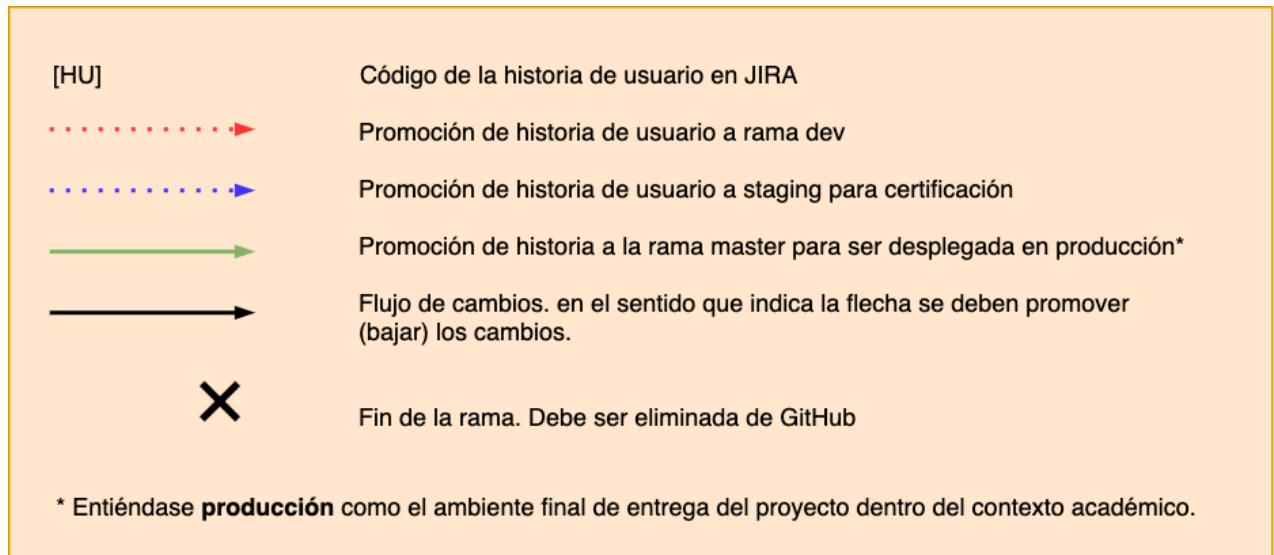 [HU] Código de la historia de usuario en JIRA
Promoción de historia de usuario a rama dev
Promoción de historia de usuario a staging para certificación
Promoción de historia a la rama master para ser desplegada en producción*
Flujo de cambios. en el sentido que indica la flecha se deben promover
(bajar) los cambios.
Fin de la rama. Debe ser eliminada de GitHub
* Entiéndase producción como el ambiente final de entrega del proyecto dentro del contexto académico.